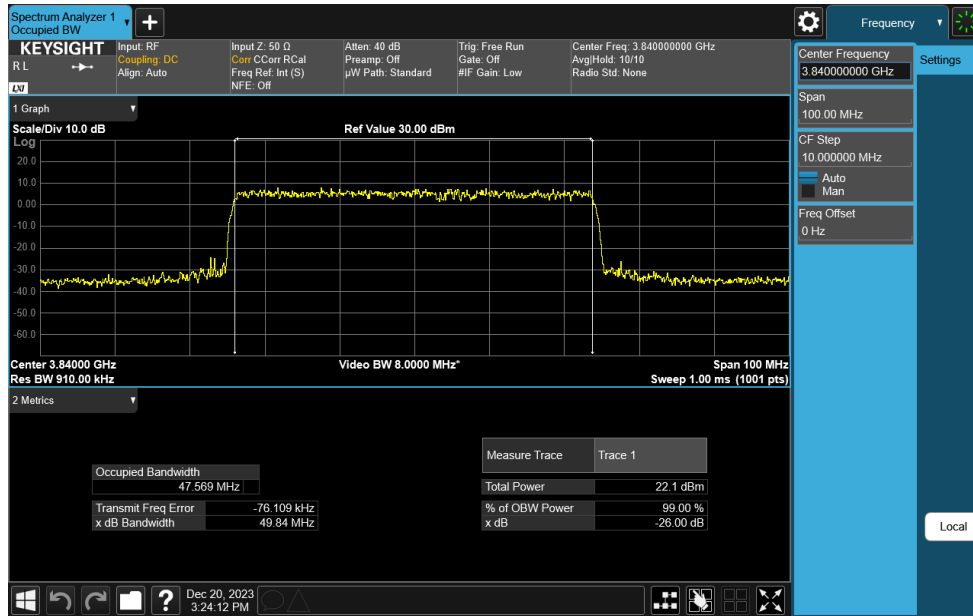 Spectrum Analyzer 1
Occupied BW
Frequency
KEYSIGHT
R L
LXI
Input: RF
Coupling: DC
Align: Auto
Input Z: 50 Ω
Corr CCorr RCal
Freq Ref: Int (S)
NFE: Off
Atten: 40 dB
Preamp: Off
µW Path: Standard
Trig: Free Run
Gate: Off
#IF Gain: Low
Center Freq: 3.840000000 GHz
Avg|Hold: 10/10
Radio Std: None
Center Frequency
3.840000000 GHz
Settings
Span
100.00 MHz
CF Step
10.000000 MHz
Auto
Man
Freq Offset
0 Hz
Local
1 Graph
Scale/Div 10.0 dB
Ref Value 30.00 dBm
Log
20.0
10.0
0.00
-10.0
-20.0
-30.0
-40.0
-50.0
-60.0
Center 3.84000 GHz
Video BW 8.0000 MHz*
Span 100 MHz
Res BW 910.00 kHz
Sweep 1.00 ms (1001 pts)
2 Metrics
Occupied Bandwidth
47.569 MHz
Transmit Freq Error -76.109 kHz
x dB Bandwidth 49.84 MHz
Measure Trace Trace 1
Total Power 22.1 dBm
% of OBW Power 99.00 %
x dB -26.00 dB
?
Dec 20, 2023
3:24:12 PM